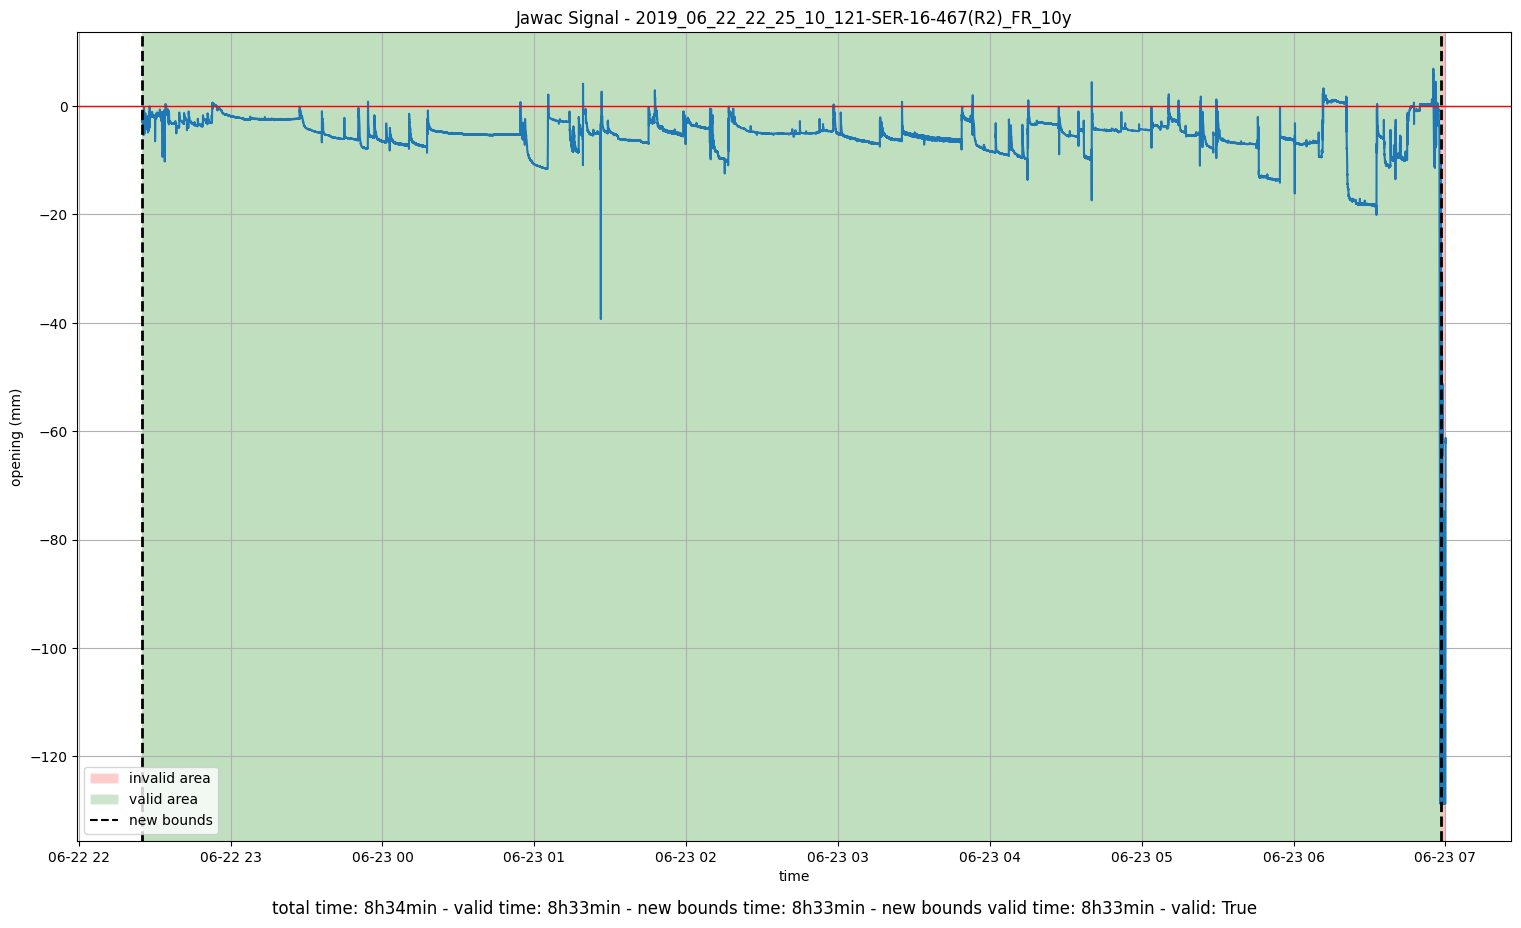 Jawac Signal - 2019_06_22_22_25_10_121-SER-16-467(R2)_FR_10y
opening (mm)
0
−20
−40
−60
−80
−100
−120
invalid area
valid area
new bounds
06-22 22 06-22 23 06-23 00 06-23 01 06-23 02 06-23 03 06-23 04 06-23 05 06-23 06 06-23 07
time
total time: 8h34min - valid time: 8h33min - new bounds time: 8h33min - new bounds valid time: 8h33min - valid: True